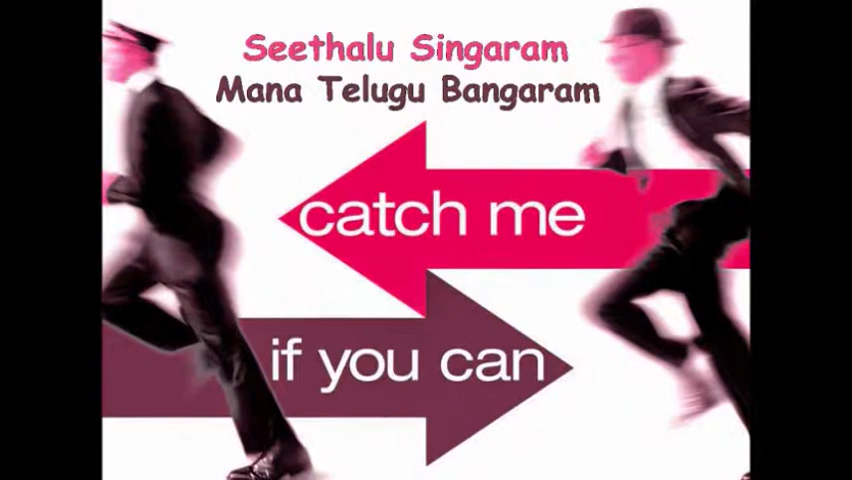 Seethalu Singaram
Mana Telugu Bangaram
catch me
if you can